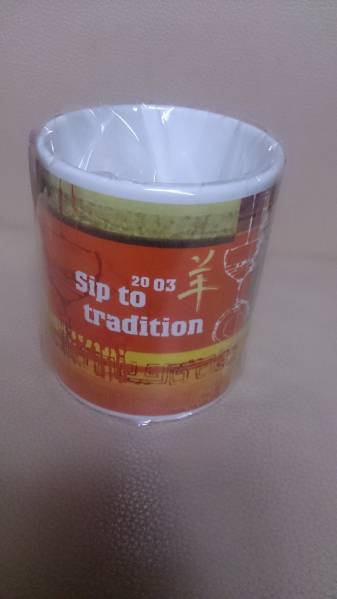 2003
Sip to
tradition
羊